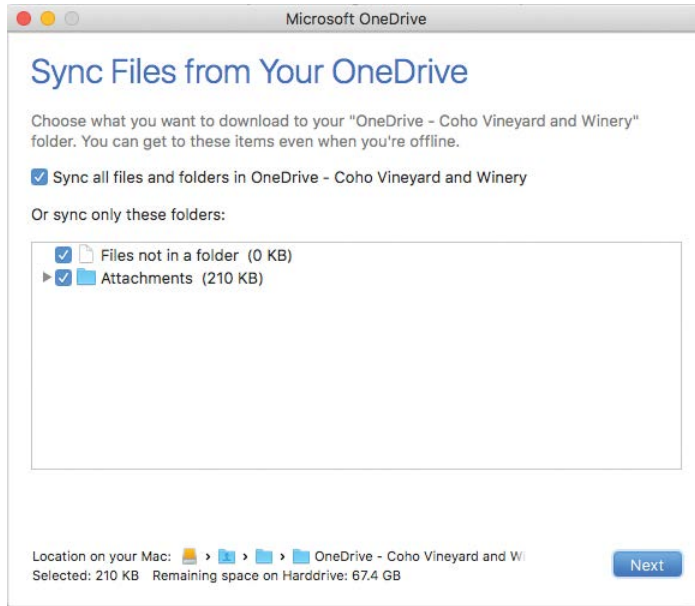 Microsoft OneDrive
Sync Files from Your OneDrive
Choose what you want to download to your "OneDrive - Coho Vineyard and Winery"
folder. You can get to these items even when you're offline.
Sync all files and folders in OneDrive - Coho Vineyard and Winery
Or sync only these folders:
Files not in a folder (0 KB)
Attachments (210 KB)
Location on your Mac: › › › OneDrive - Coho Vineyard and
Selected: 210 KB Remaining space on Harddrive: 67.4 GB
Next